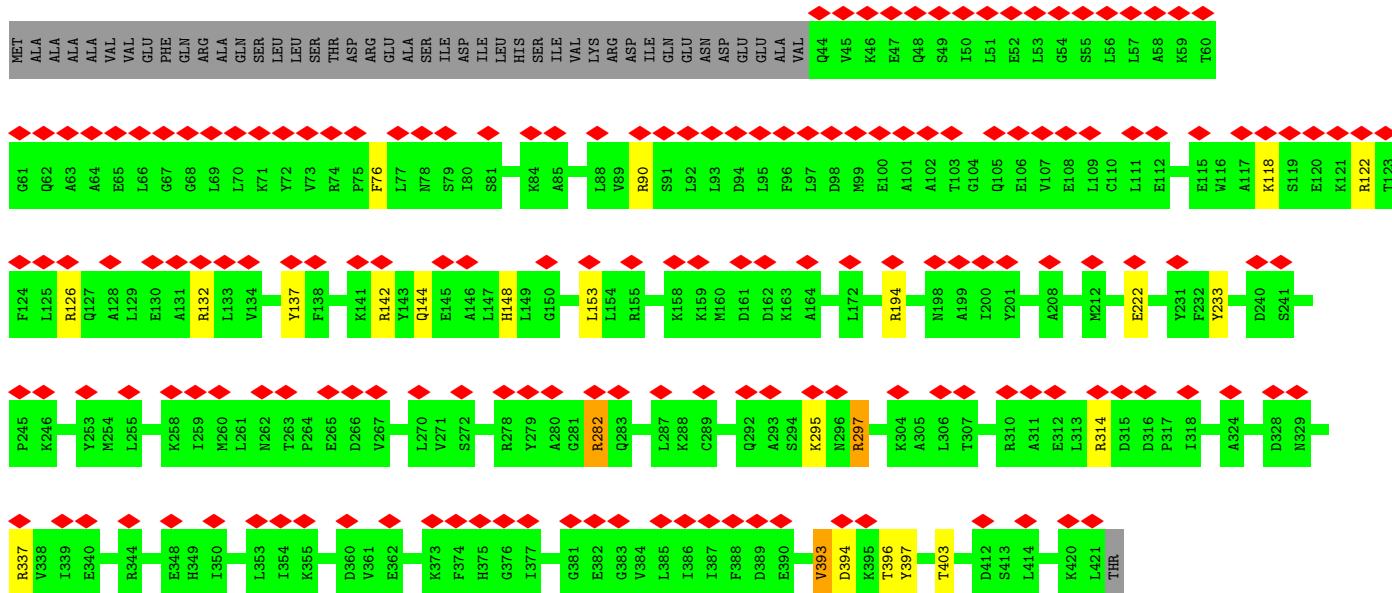 MET ALA ALA ALA ALA VAL VAL GLU PHE GLN ARG ALA GLN SER LEU LEU SER THR ASP ARG GLU ALA SER ILE ASP ILE LEU HIS SER ILE VAL LYS ARG ASP ILE GLN GLU ASN ASP GLU GLU ALA VAL Q44 V45 K46 E47 Q48 S49 I50 L51 E52 L53 G54 S55 L56 L57 A58 K59 T60
G61 Q62 A63 A64 E65 L66 G67 G68 L69 L70 K71 Y72 V73 R74 P75 F76 L77 N78 S79 I80 S81 K84 A85 L88 V89 R90 S91 L92 L93 D94 L95 F96 L97 D98 M99 E100 A101 A102 T103 G104 Q105 E106 V107 E108 L109 C110 L111 E112 E115 W116 A117 K118 S119 E120 K121 R122 T123
F124 L125 R126 Q127 A128 L129 E130 A131 R132 L133 V134 Y137 F138 K141 R142 Y143 Q144 E145 A146 L147 H148 L149 G150 L153 L154 R155 K158 K159 M160 D161 D162 K163 A164 L172 R194 N198 A199 I200 Y201 A208 M212 E222 Y231 F232 Y233 D240 S241
P245 K246 Y253 M254 L255 K258 I259 M260 L261 N262 T263 P264 E265 D266 V267 L270 V271 S272 R278 Y279 A280 G281 R282 Q283 L287 K288 C289 Q292 A293 S294 K295 N296 R297 K304 A305 L306 T307 R310 A311 E312 L313 R314 D315 D316 P317 I318 A324 D328 N329
R337 V338 I339 E340 R344 E348 H349 I350 L353 I354 K355 D360 V361 E362 K373 F374 H375 G376 I377 G381 E382 G383 V384 L385 I386 I387 F388 D389 E390 V393 D394 K395 T396 Y397 T403 D412 S413 L414 K420 L421 THR